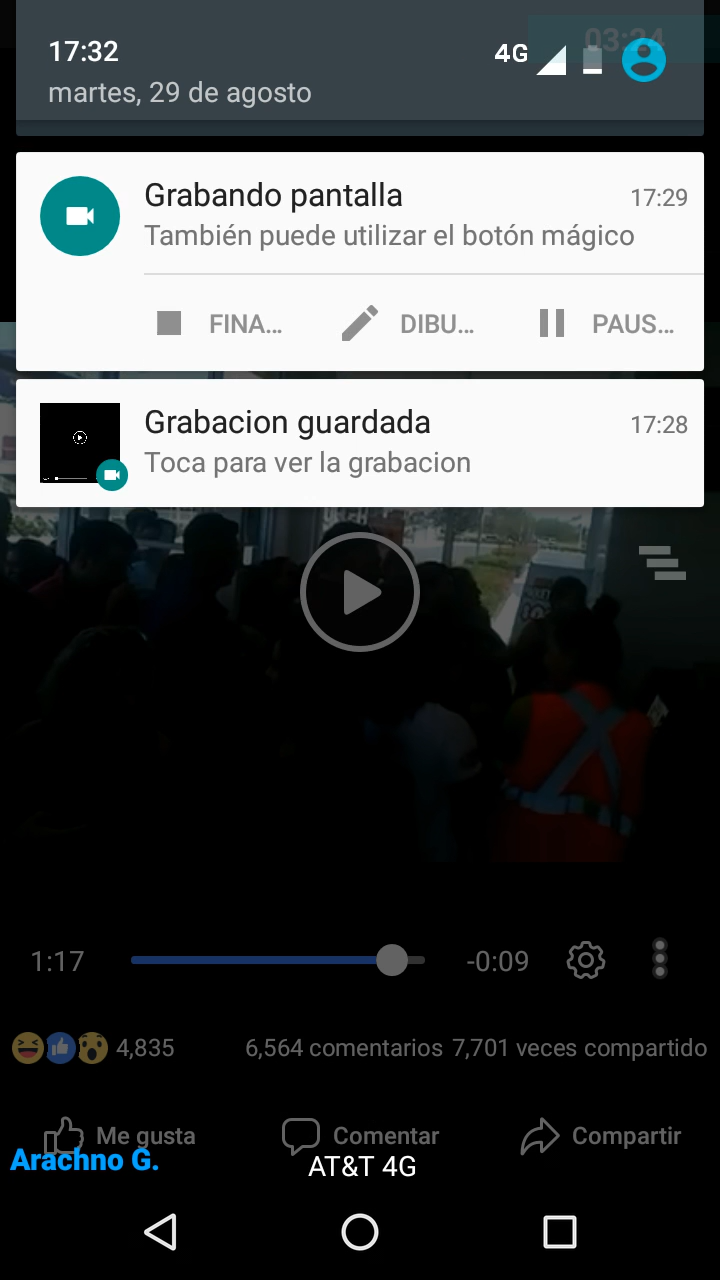 17:32
4G
03:24
martes, 29 de agosto
Grabando pantalla
17:29
También puede utilizar el botón mágico
FINA...
DIBU...
PAUS...
Grabacion guardada
17:28
Toca para ver la grabacion
1:17
-0:09
4,835
6,564 comentarios
7,701 veces compartido
Me gusta
Comentar
Compartir
Arachno G.
AT&T 4G